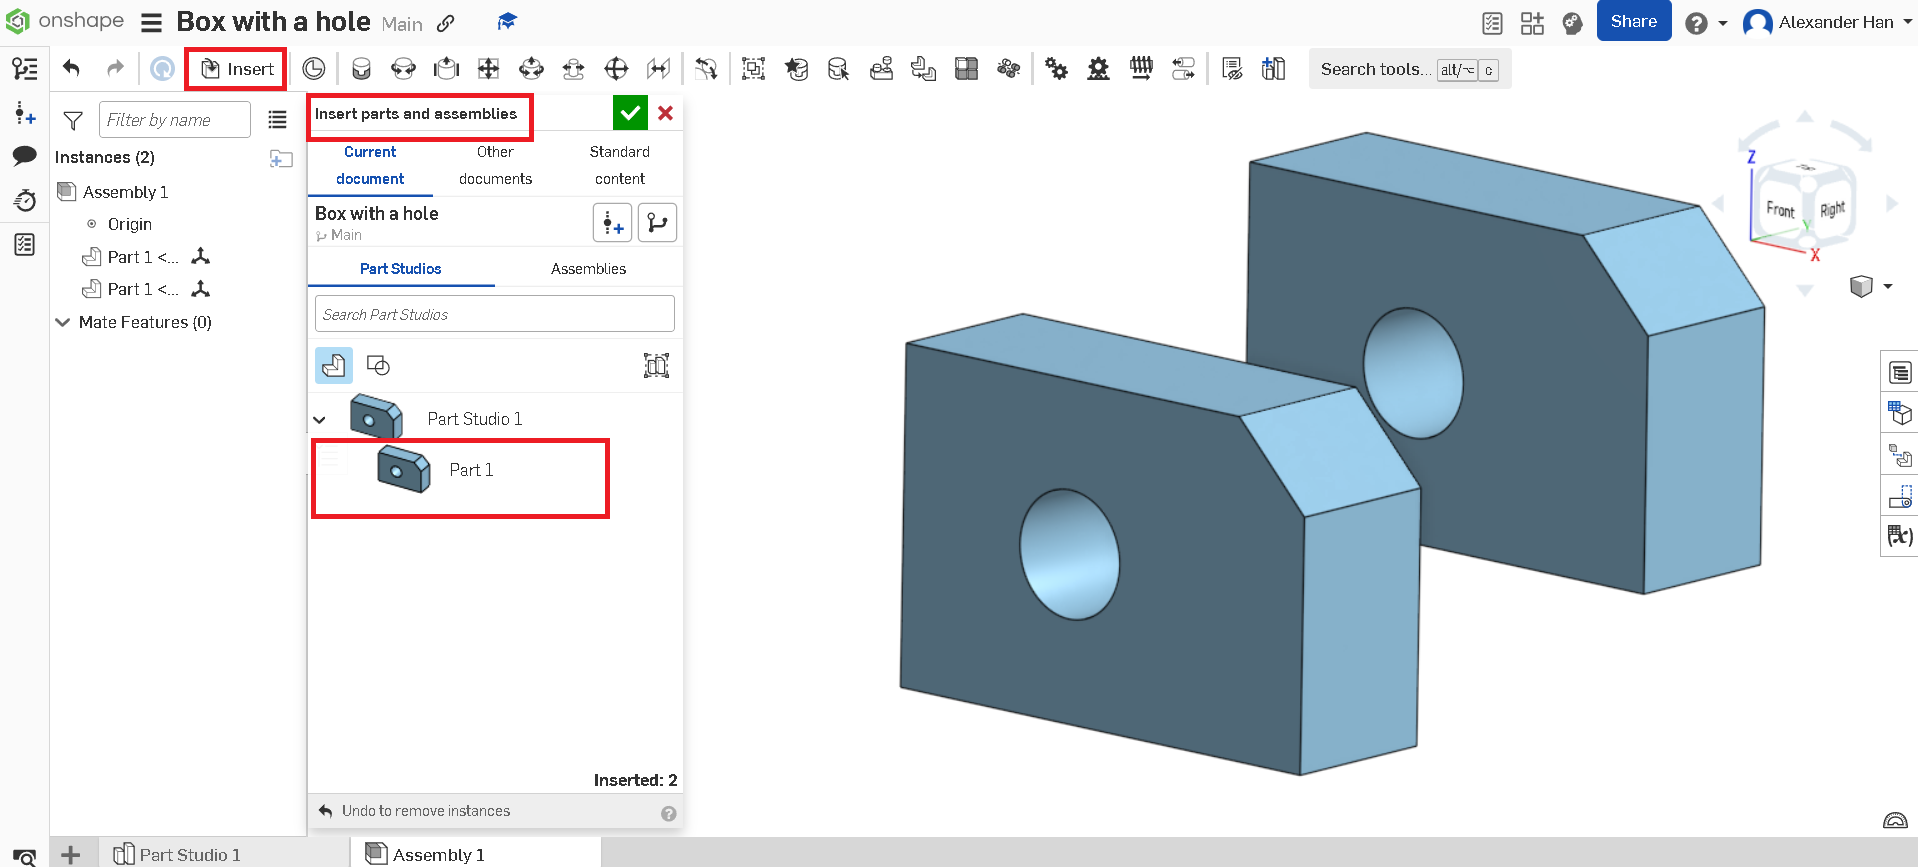 onshape
Box with a hole Main
Share
Alexander Han
Insert
Search tools... alt/⌥ c
Filter by name
Instances (2)
Assembly 1
Origin
Part 1 <...
Part 1 <...
Mate Features (0)
Insert parts and assemblies
Current document
Other documents
Standard content
Box with a hole
Main
Part Studios
Assemblies
Search Part Studios
Part Studio 1
Part 1
Inserted: 2
Undo to remove instances
Z
Front
Right
Y
X
(x)
Part Studio 1
Assembly 1